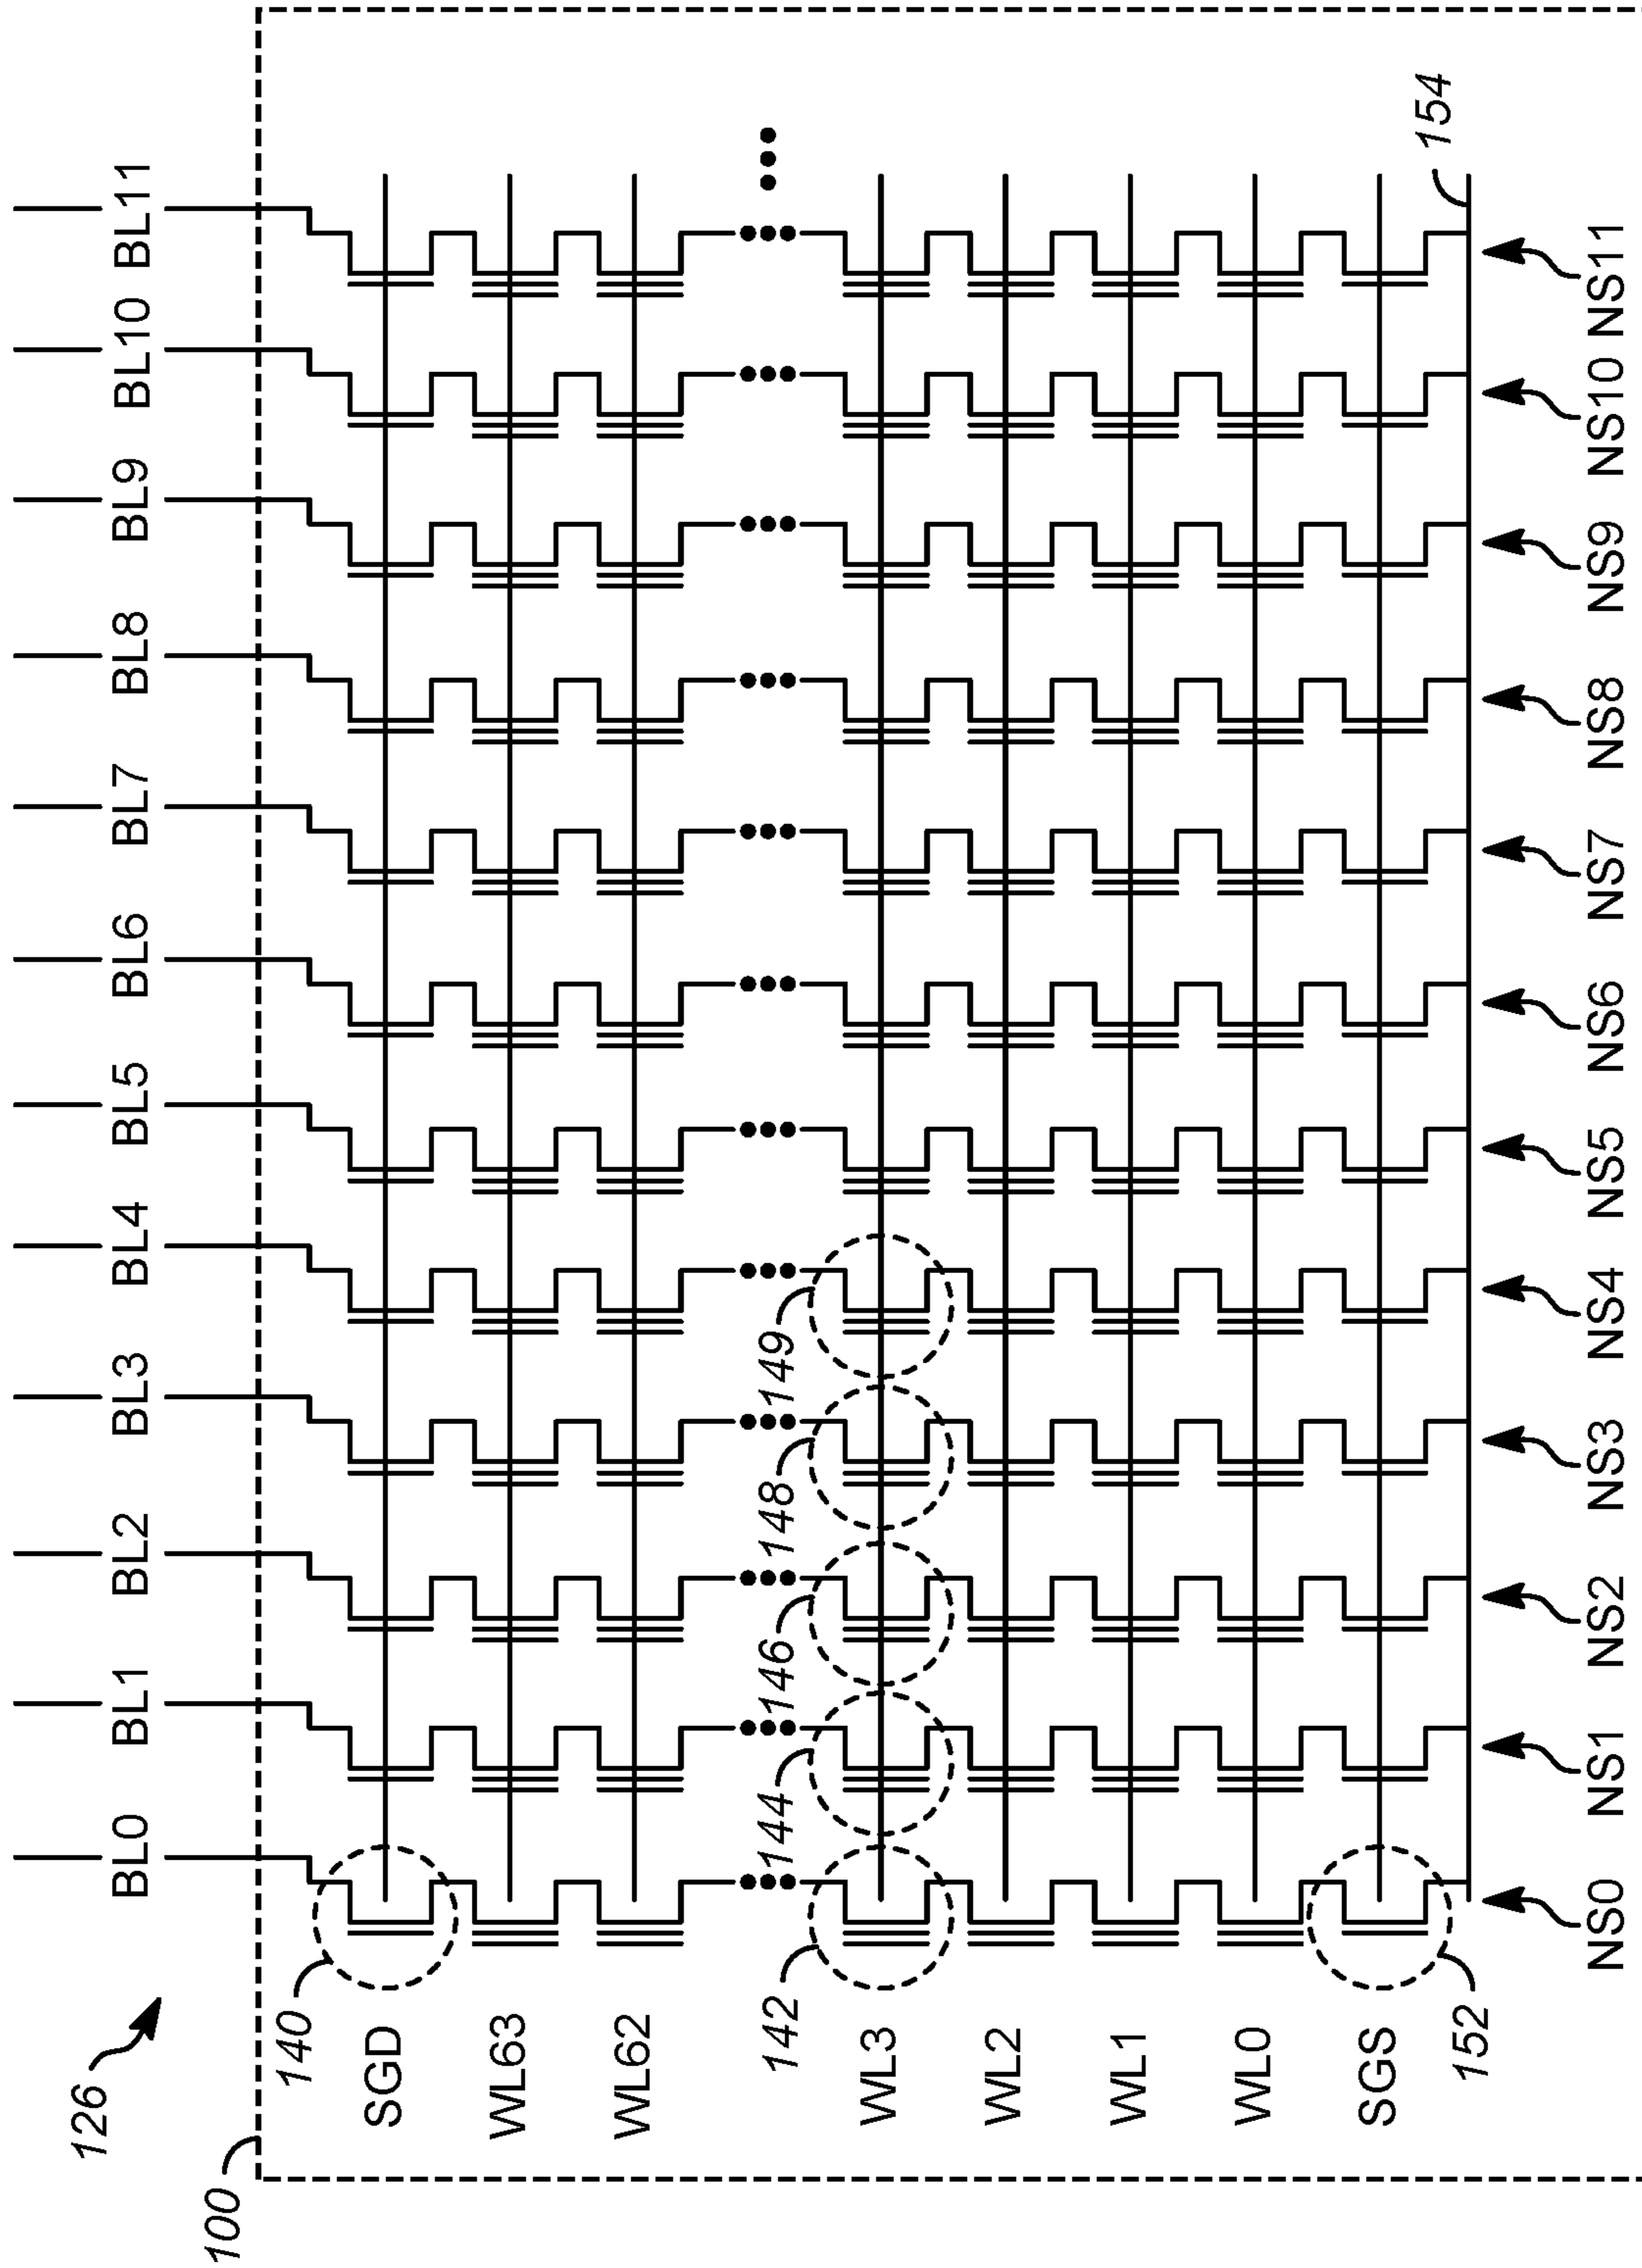 126
100
BL0 BL1 BL2 BL3 BL4 BL5 BL6 BL7 BL8 BL9 BL10 BL11
140
SGD
WL63
WL62
142 144 146 148 149
WL3
WL2
WL1
WL0
SGS
152
154
NS0 NS1 NS2 NS3 NS4 NS5 NS6 NS7 NS8 NS9 NS10 NS11